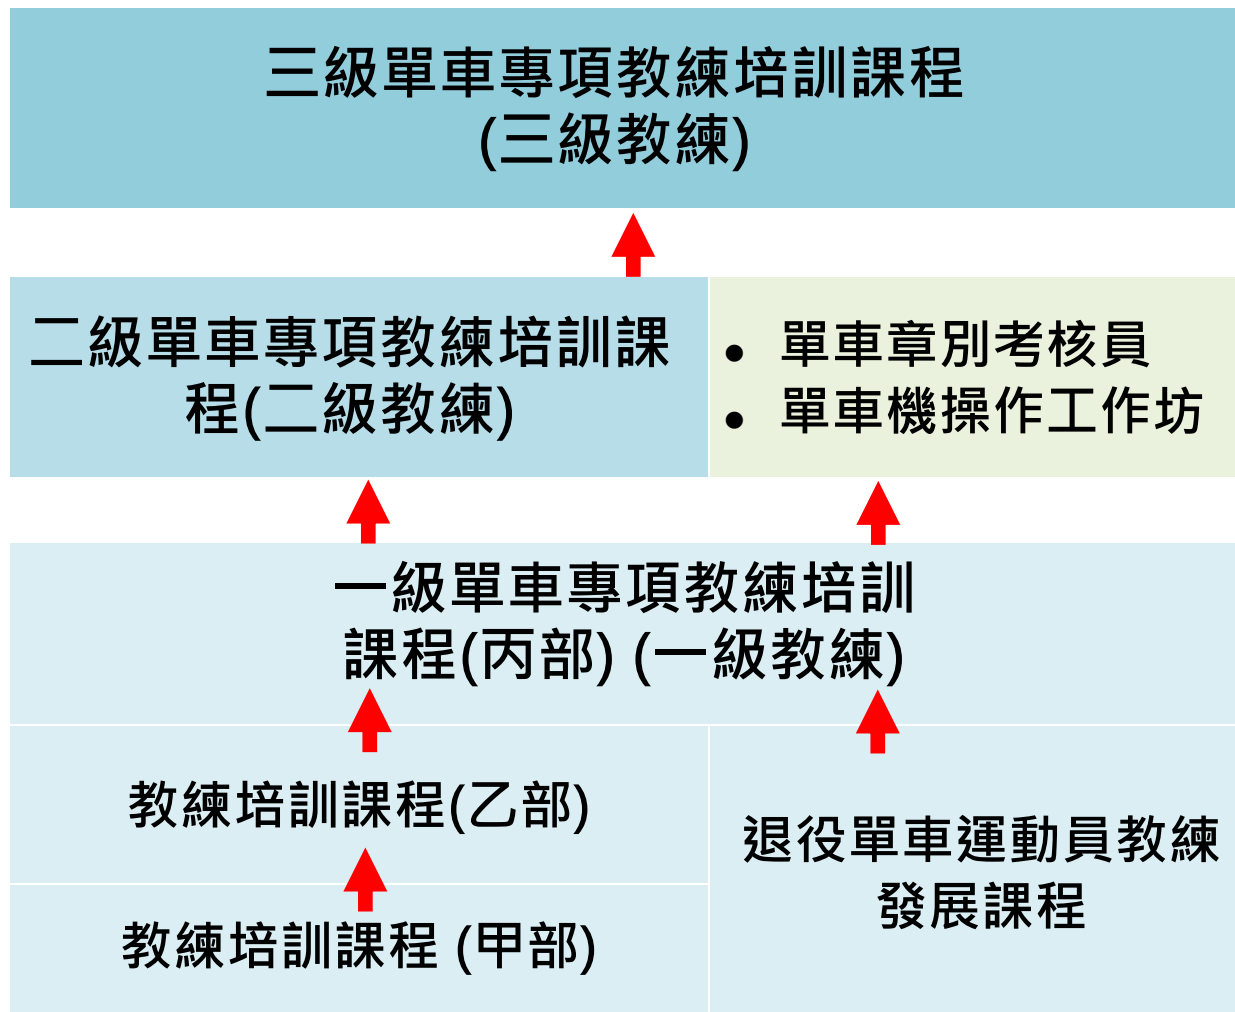 三級單車專項教練培訓課程
(三級教練)
二級單車專項教練培訓課
程(二級教練)
● 單車章別考核員
● 單車機操作工作坊
一級單車專項教練培訓
課程(丙部) (一級教練)
教練培訓課程(乙部)
退役單車運動員教練
發展課程
教練培訓課程 (甲部)